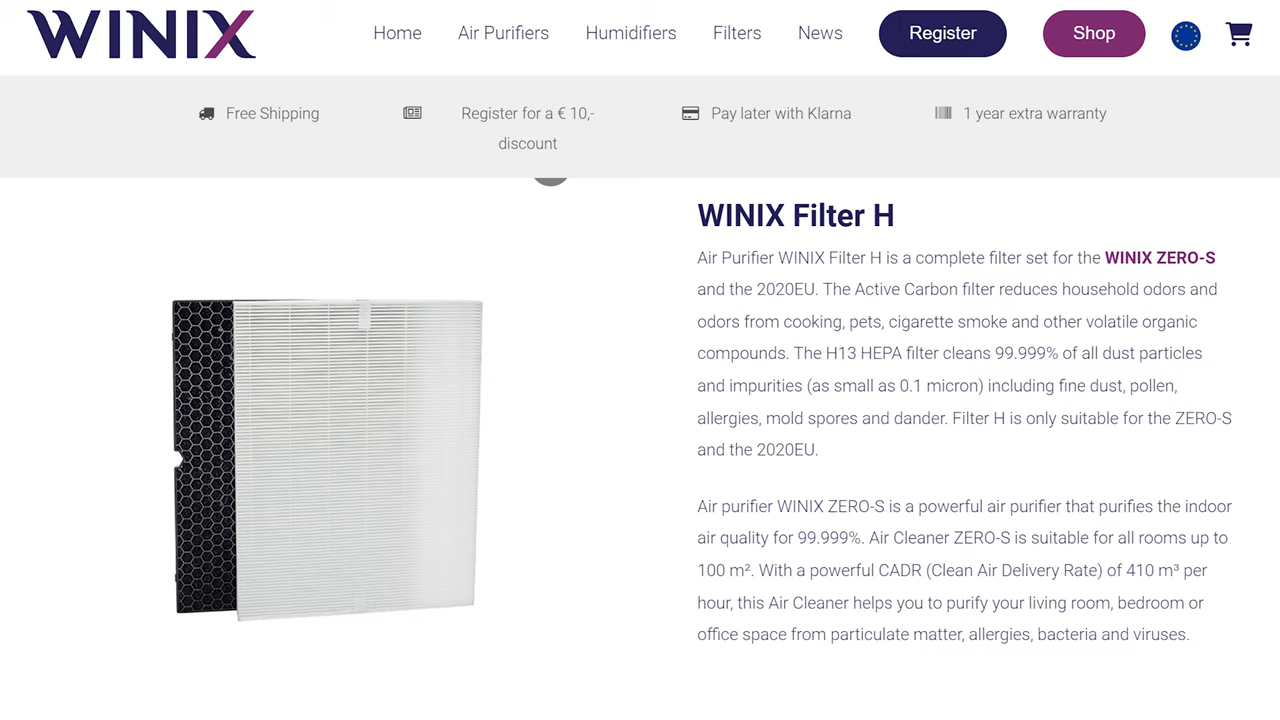 WINIX
Home Air Purifiers Humidifiers Filters News Register Shop
Free Shipping Register for a € 10,- Pay later with Klarna 1 year extra warranty
discount
WINIX Filter H
Air Purifier WINIX Filter H is a complete filter set for the WINIX ZERO-S
and the 2020EU. The Active Carbon filter reduces household odors and
odors from cooking, pets, cigarette smoke and other volatile organic
compounds. The H13 HEPA filter cleans 99.999% of all dust particles
and impurities (as small as 0.1 micron) including fine dust, pollen,
allergies, mold spores and dander. Filter H is only suitable for the ZERO-S
and the 2020EU.
Air purifier WINIX ZERO-S is a powerful air purifier that purifies the indoor
air quality for 99.999%. Air Cleaner ZERO-S is suitable for all rooms up to
100 m². With a powerful CADR (Clean Air Delivery Rate) of 410 m³ per
hour, this Air Cleaner helps you to purify your living room, bedroom or
office space from particulate matter, allergies, bacteria and viruses.